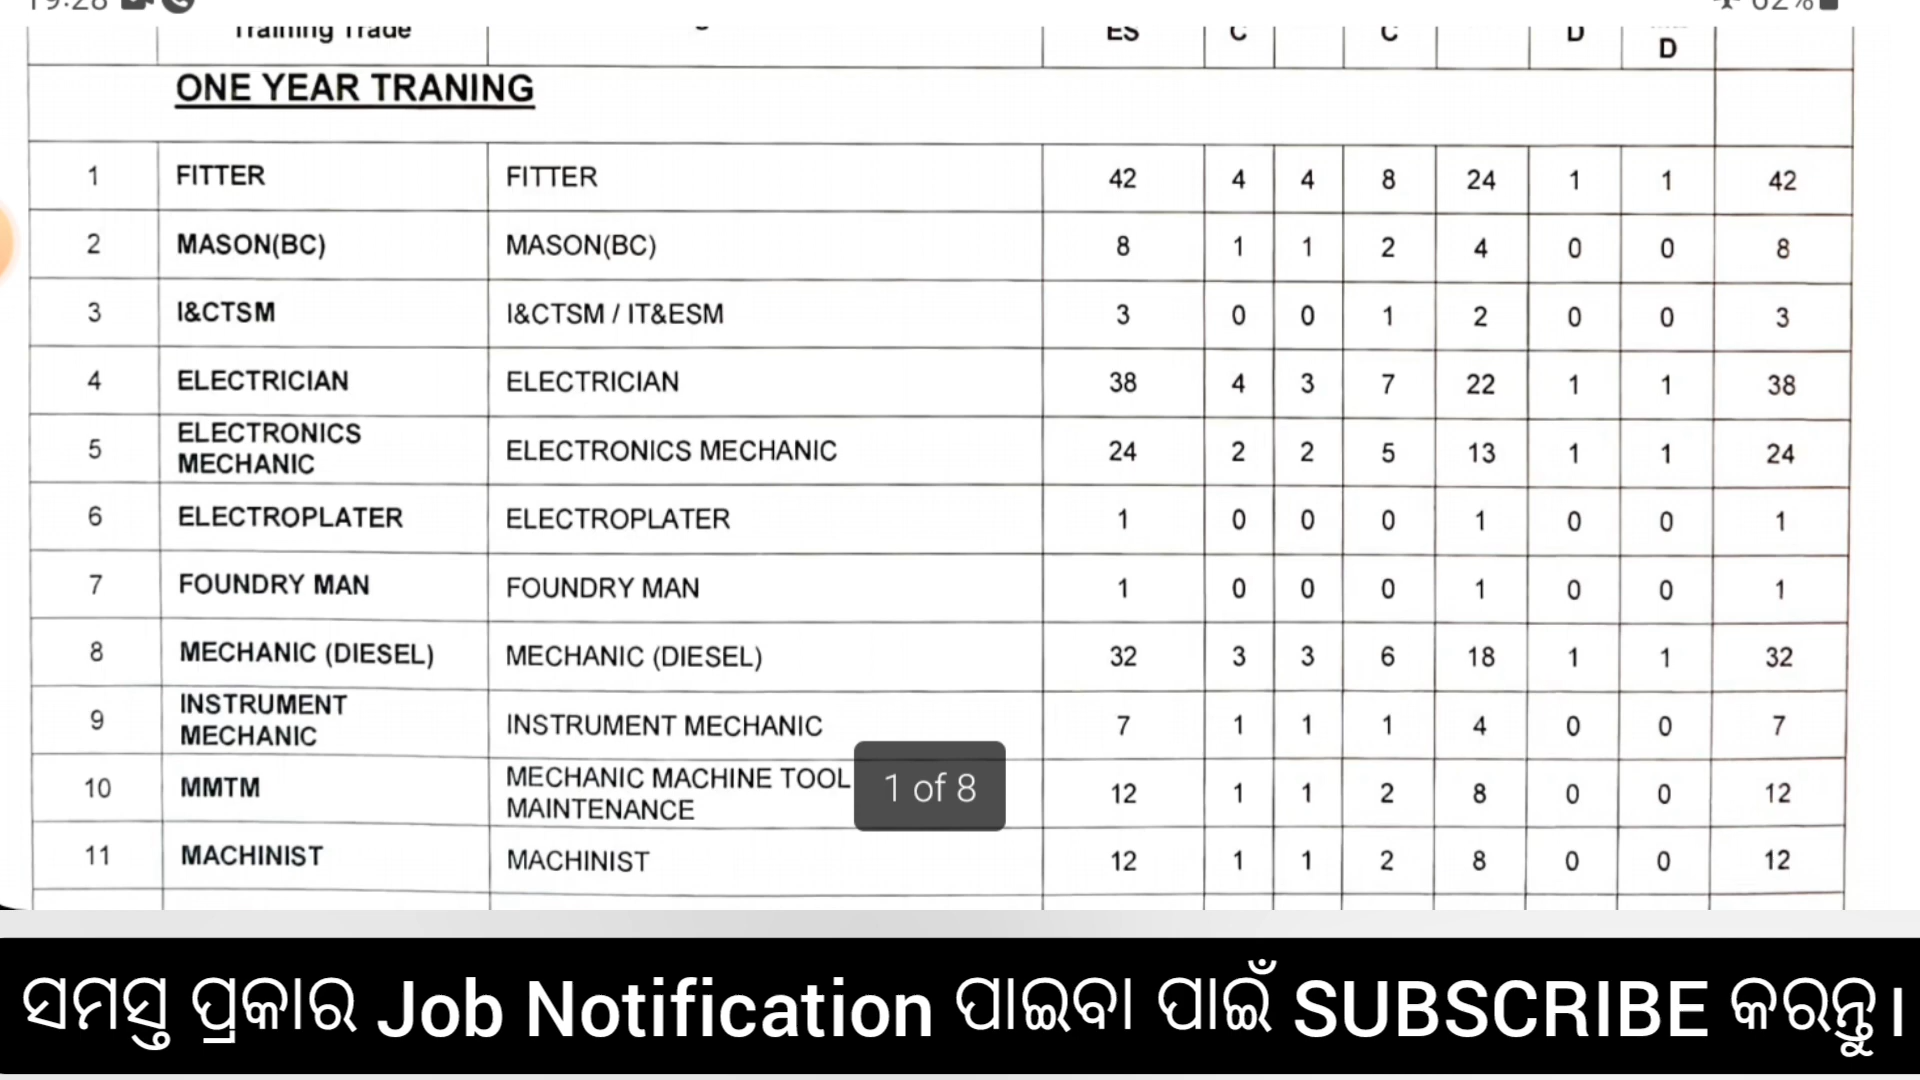 19:28 62%
Training Trade ES C C D D
ONE YEAR TRANING
1 FITTER FITTER 42 4 4 8 24 1 1 42
2 MASON(BC) MASON(BC) 8 1 1 2 4 0 0 8
3 I&CTSM I&CTSM / IT&ESM 3 0 0 1 2 0 0 3
4 ELECTRICIAN ELECTRICIAN 38 4 3 7 22 1 1 38
5 ELECTRONICS MECHANIC ELECTRONICS MECHANIC 24 2 2 5 13 1 1 24
6 ELECTROPLATER ELECTROPLATER 1 0 0 0 1 0 0 1
7 FOUNDRY MAN FOUNDRY MAN 1 0 0 0 1 0 0 1
8 MECHANIC (DIESEL) MECHANIC (DIESEL) 32 3 3 6 18 1 1 32
9 INSTRUMENT MECHANIC INSTRUMENT MECHANIC 7 1 1 1 4 0 0 7
10 MMTM MECHANIC MACHINE TOOL MAINTENANCE 12 1 1 2 8 0 0 12
1 of 8
11 MACHINIST MACHINIST 12 1 1 2 8 0 0 12
ସମସ୍ତ ପ୍ରକାର Job Notification ପାଇବା ପାଇଁ SUBSCRIBE କରନ୍ତୁ।